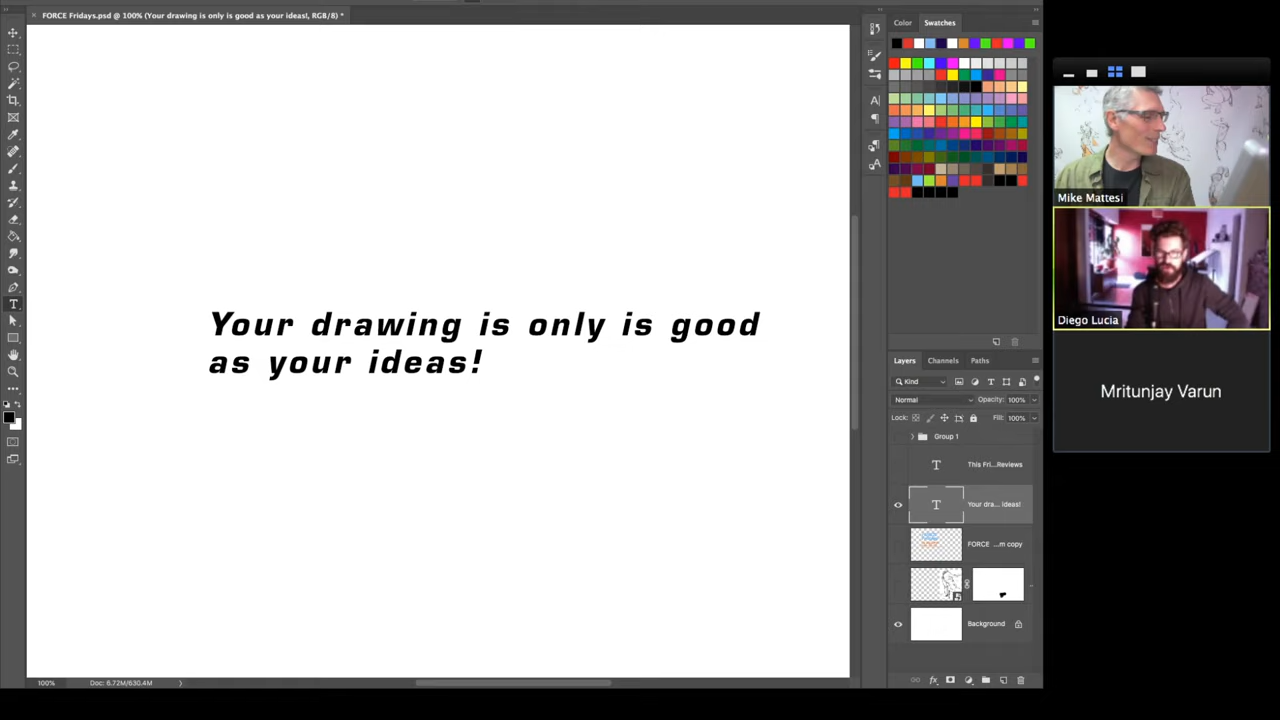 FORCE Fridays.psd @ 100% (Your drawing is only is good as your ideas!, RGB/8) *
Color
Swatches
Your drawing is only is good
as your ideas!
Layers
Channels
Paths
Kind
Normal
Opacity: 100%
Lock:
Fill: 100%
Group 1
This Fri...Reviews
Your dra... ideas!
FORCE ...m copy
Background
100%
Doc: 6.72M/630.4M
Mike Mattesi
Diego Lucia
Mritunjay Varun